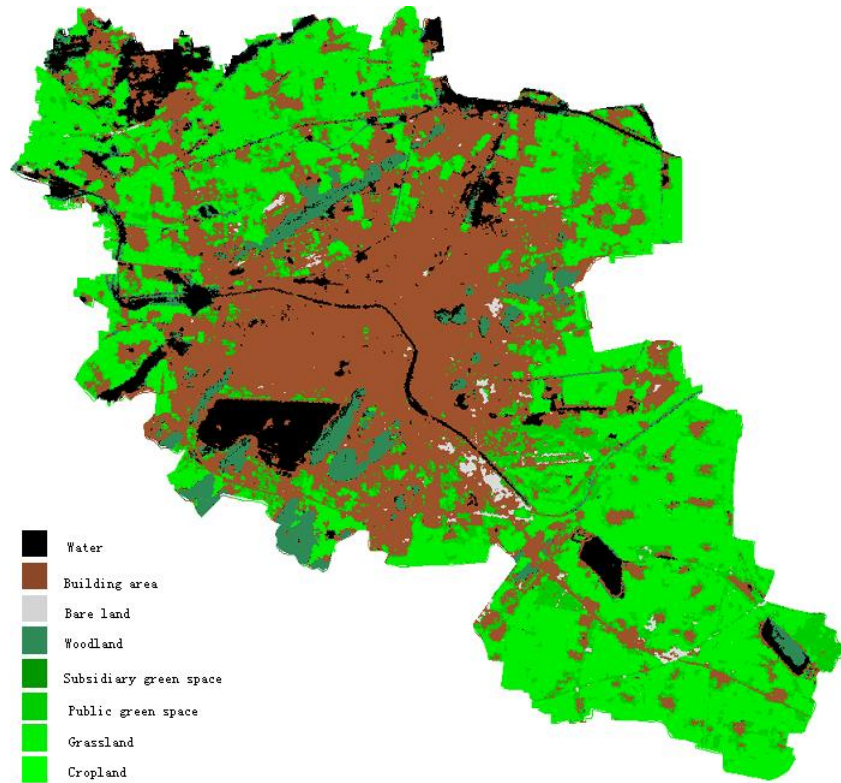 Water
Building area
Bare land
Woodland
Subsidiary green space
Public green space
Grassland
Cropland